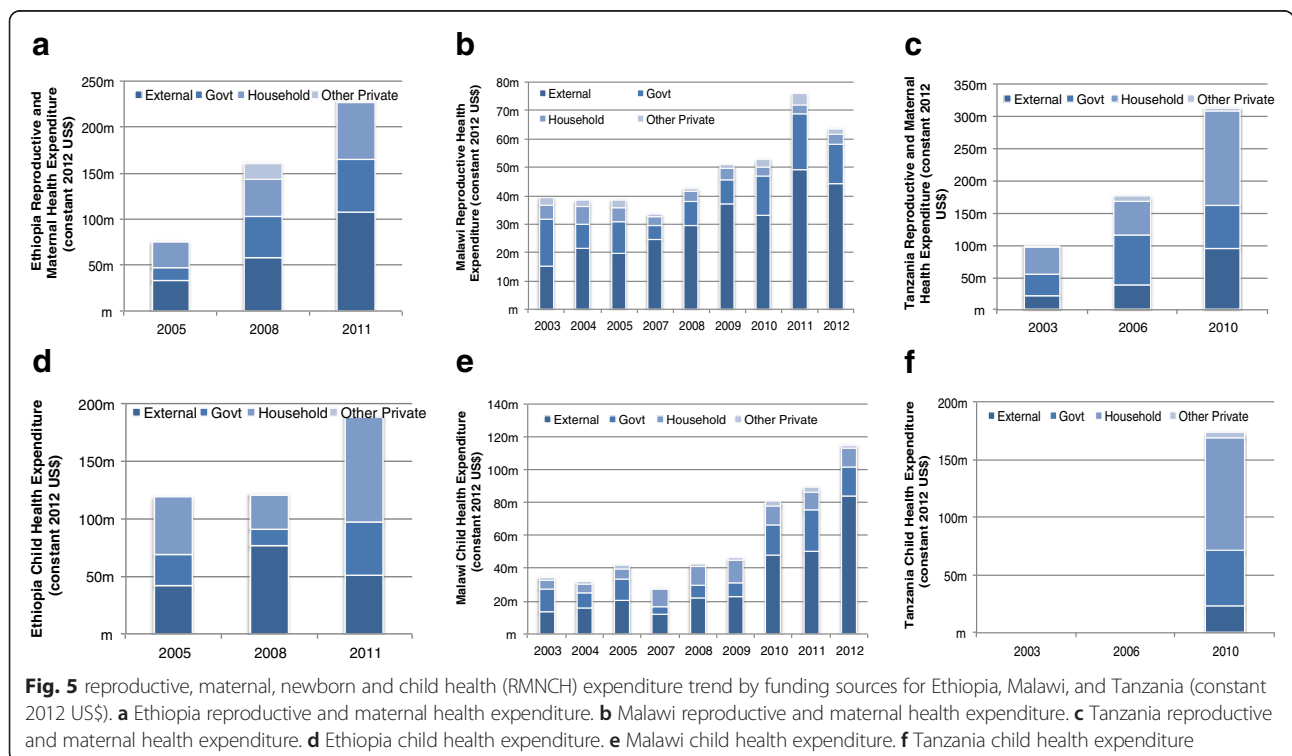 a
Ethiopia Reproductive and
Maternal Health Expenditure
(constant 2012 US$)
250m
200m
150m
100m
50m
m
External Govt Household Other Private
2005 2008 2011
b
Malawi Reproductive Health
Expenditure (constant 2012 US$)
80m
70m
60m
50m
40m
30m
20m
10m
m
External Govt
Household Other Private
2003 2004 2005 2007 2008 2009 2010 2011 2012
c
Tanzania Reproductive and Maternal
Health Expenditure (constant 2012
US$)
350m
300m
250m
200m
150m
100m
50m
m
External Govt Household Other Private
2003 2006 2010
d
Ethiopia Child Health Expenditure
(constant 2012 US$)
200m
150m
100m
50m
m
External Govt Household Other Private
2005 2008 2011
e
Malawi Child Health Expenditure
(constant 2012 US$)
140m
120m
100m
80m
60m
40m
20m
m
External Govt Household Other Private
2003 2004 2005 2007 2008 2009 2010 2011 2012
f
Tanzania Child Health Expenditure
(constant 2012 US$)
200m
150m
100m
50m
m
External Govt Household Other Private
2003 2006 2010
Fig. 5 reproductive, maternal, newborn and child health (RMNCH) expenditure trend by funding sources for Ethiopia, Malawi, and Tanzania (constant
2012 US$). a Ethiopia reproductive and maternal health expenditure. b Malawi reproductive and maternal health expenditure. c Tanzania reproductive
and maternal health expenditure. d Ethiopia child health expenditure. e Malawi child health expenditure. f Tanzania child health expenditure